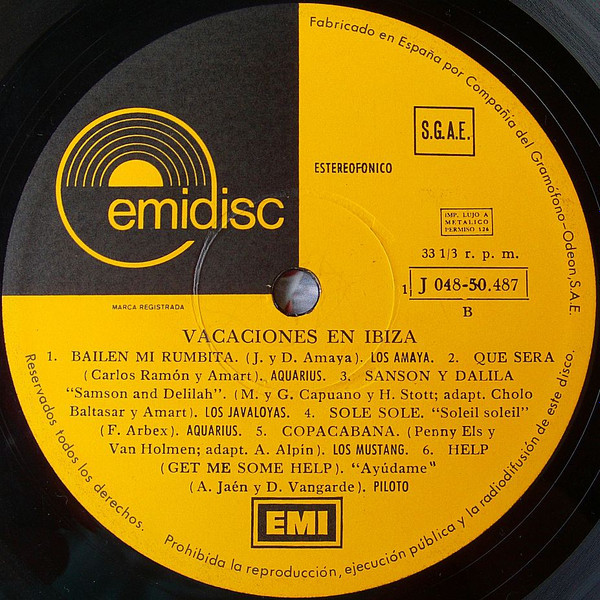 Fabricado en España por Compañía del Gramófono-Odeon, S.A.E.
emidisc
MARCA REGISTRADA
S.G.A.E.
ESTEREOFONICO
IMP. LUJO A
METALICO
PERMISO 126
33 1/3 r. p. m.
1 J 048-50.487
B
VACACIONES EN IBIZA
1. BAILEN MI RUMBITA. (J. y D. Amaya). LOS AMAYA. 2. QUE SERA
(Carlos Ramón y Amart). AQUARIUS. 3. SANSON Y DALILA
“Samson and Delilah”. (M. y G. Capuano y H. Stott; adapt. Cholo
Baltasar y Amart). LOS JAVALOYAS. 4. SOLE SOLE. “Soleil soleil”
(F. Arbex). AQUARIUS. 5. COPACABANA. (Penny Els y
Van Holmen; adapt. A. Alpin). LOS MUSTANG. 6. HELP
(GET ME SOME HELP). “Ayúdame"
(A. Jaén y D. Vangarde). PILOTO
EMI
Reservados todos los derechos. Prohibida la reproducción, ejecución pública y la radiodifusión de este disco.